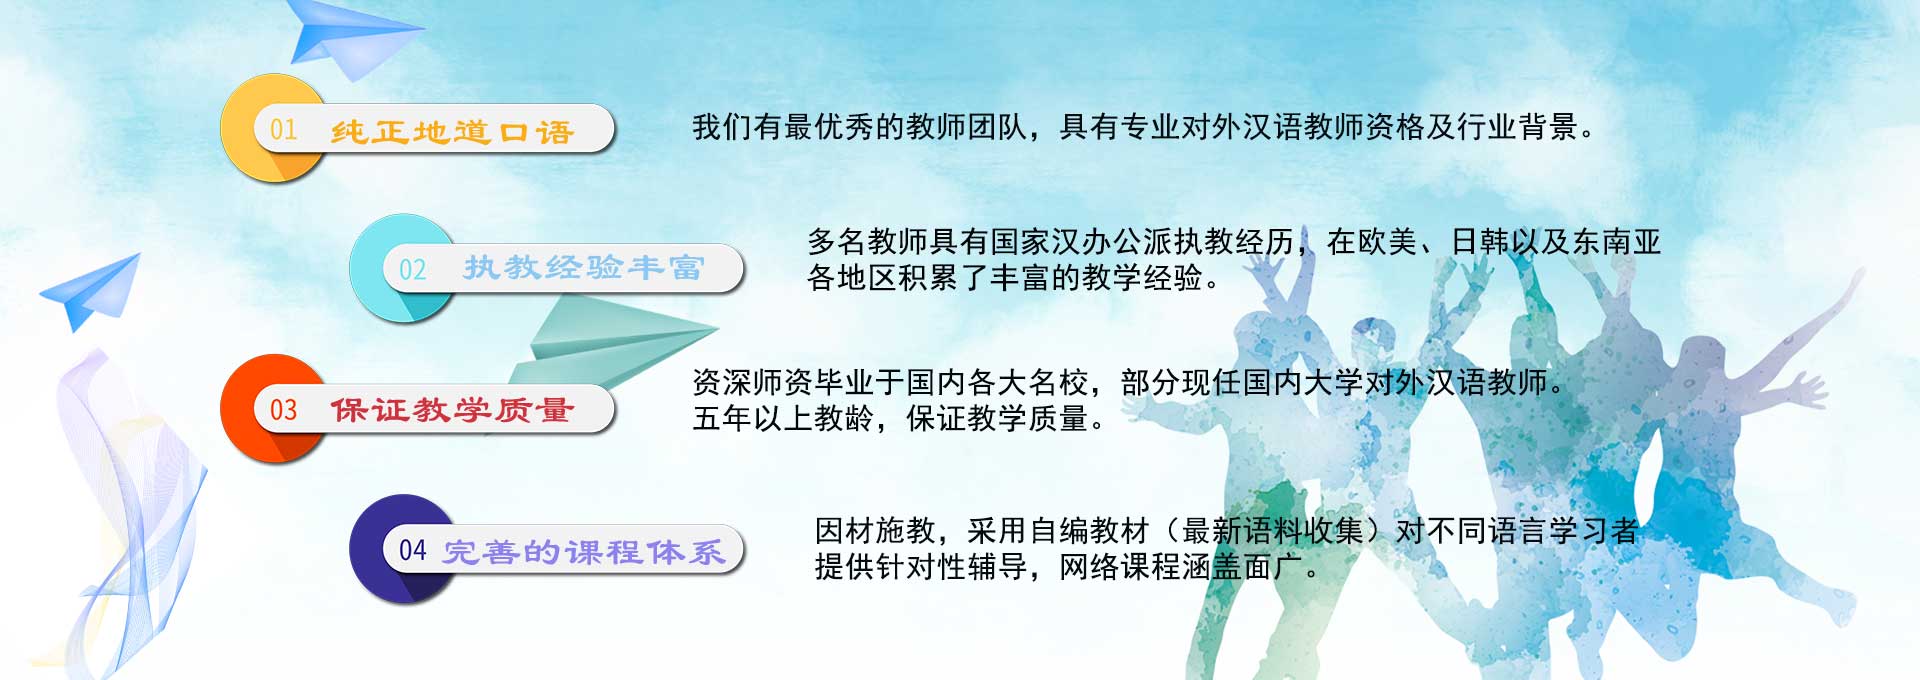 01 纯正地道口语
我们有最优秀的教师团队，具有专业对外汉语教师资格及行业背景。
02 执教经验丰富
多名教师具有国家汉办公派执教经历，在欧美、日韩以及东南亚
各地区积累了丰富的教学经验。
03 保证教学质量
资深师资毕业于国内各大名校，部分现任国内大学对外汉语教师。
五年以上教龄，保证教学质量。
04 完善的课程体系
因材施教，采用自编教材（最新语料收集）对不同语言学习者
提供针对性辅导，网络课程涵盖面广。